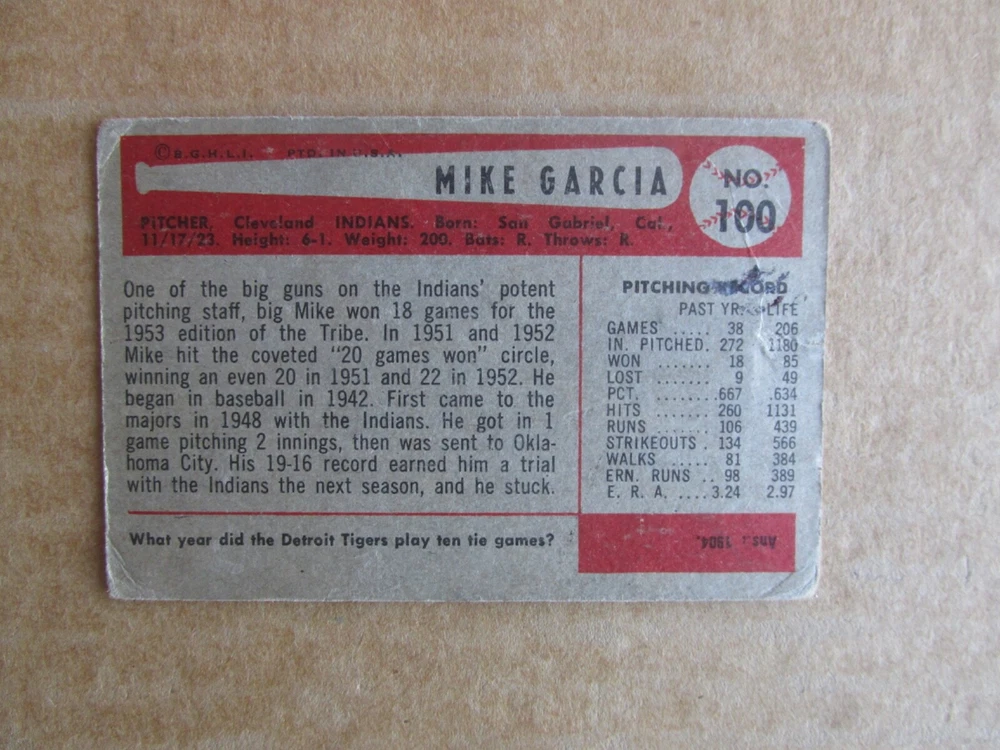 © B.G.H.L.I. PTD. IN U.S.A.
MIKE GARCIA
NO.
100
PITCHER, Cleveland INDIANS. Born: San Gabriel, Cal.,
11/17/23. Height: 6-1. Weight: 200. Bats: R. Throws: R.
One of the big guns on the Indians' potent
pitching staff, big Mike won 18 games for the
1953 edition of the Tribe. In 1951 and 1952
Mike hit the coveted "20 games won" circle,
winning an even 20 in 1951 and 22 in 1952. He
began in baseball in 1942. First came to the
majors in 1948 with the Indians. He got in 1
game pitching 2 innings, then was sent to Okla-
homa City. His 19-16 record earned him a trial
with the Indians the next season, and he stuck.
PITCHING RECORD
PAST YR. LIFE
GAMES ..... 38 206
IN. PITCHED. 272 1180
WON ....... 18 85
LOST ....... 9 49
PCT. ........667 .634
HITS ....... 260 1131
RUNS ....... 106 439
STRIKEOUTS . 134 566
WALKS ..... 81 384
ERN. RUNS .. 98 389
E. R. A. ....3.24 2.97
What year did the Detroit Tigers play ten tie games?
Ans.: 1904.